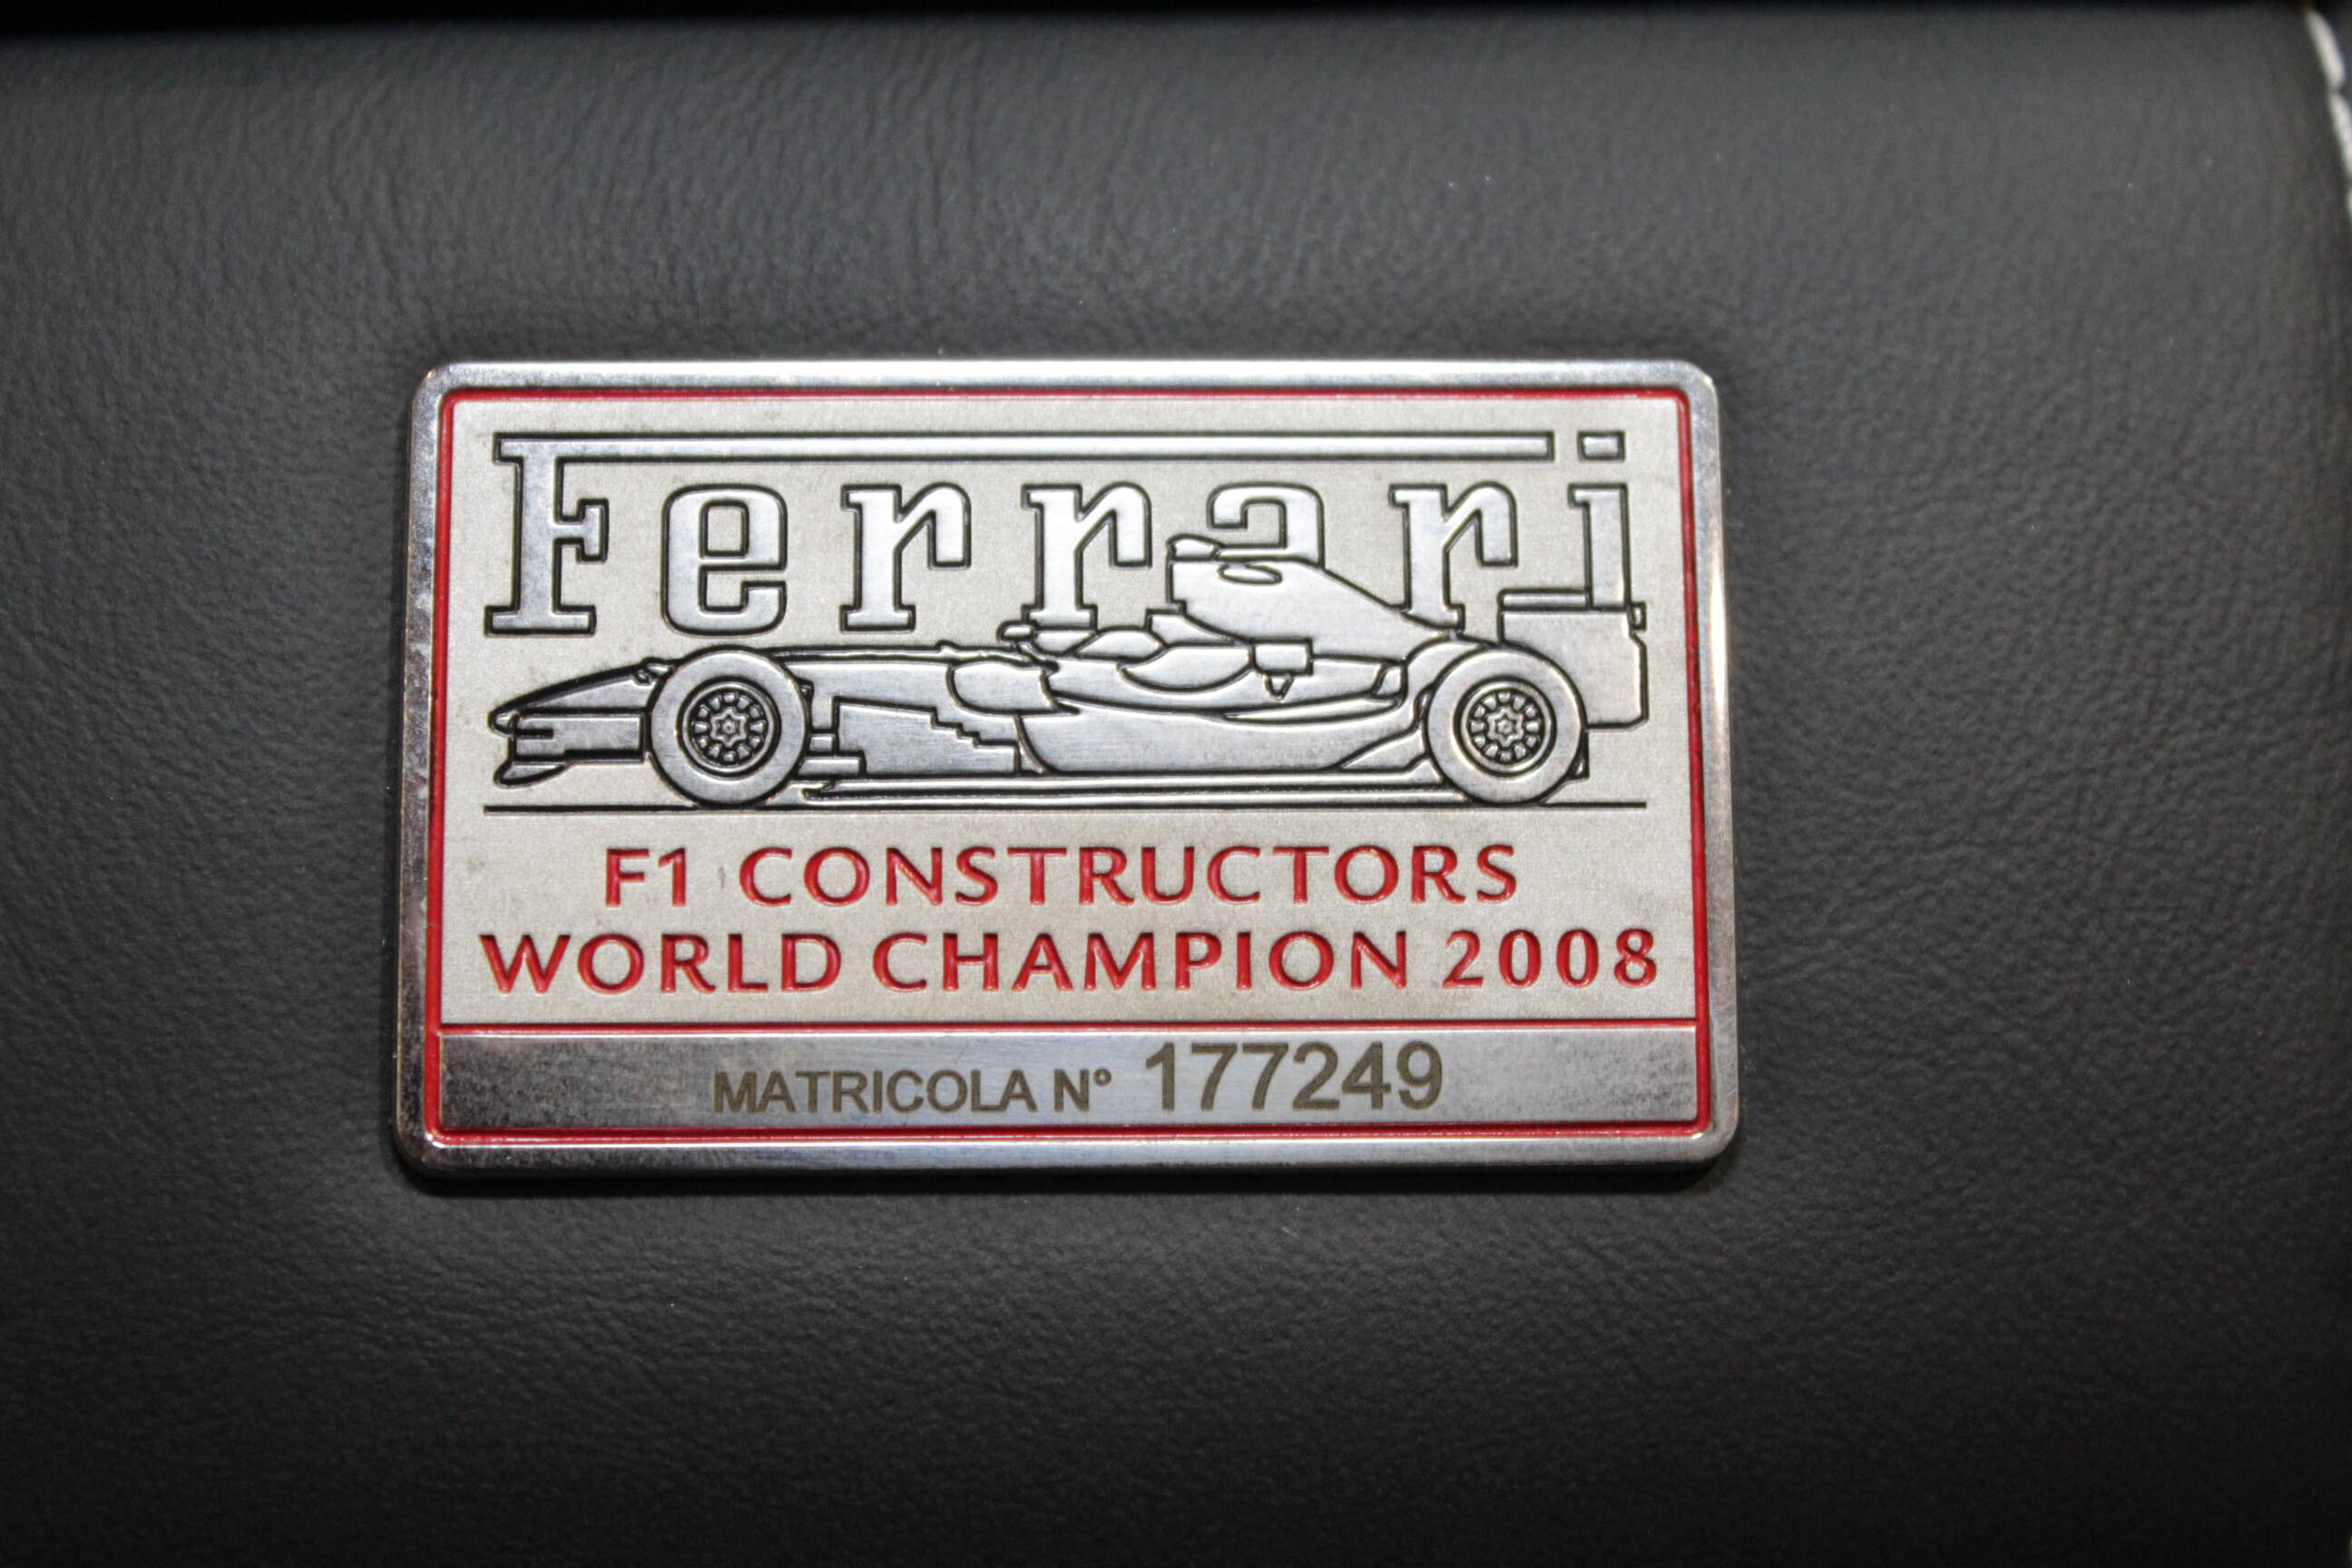 Ferrari
F1 CONSTRUCTORS
WORLD CHAMPION 2008
MATRICOLA N° 177249